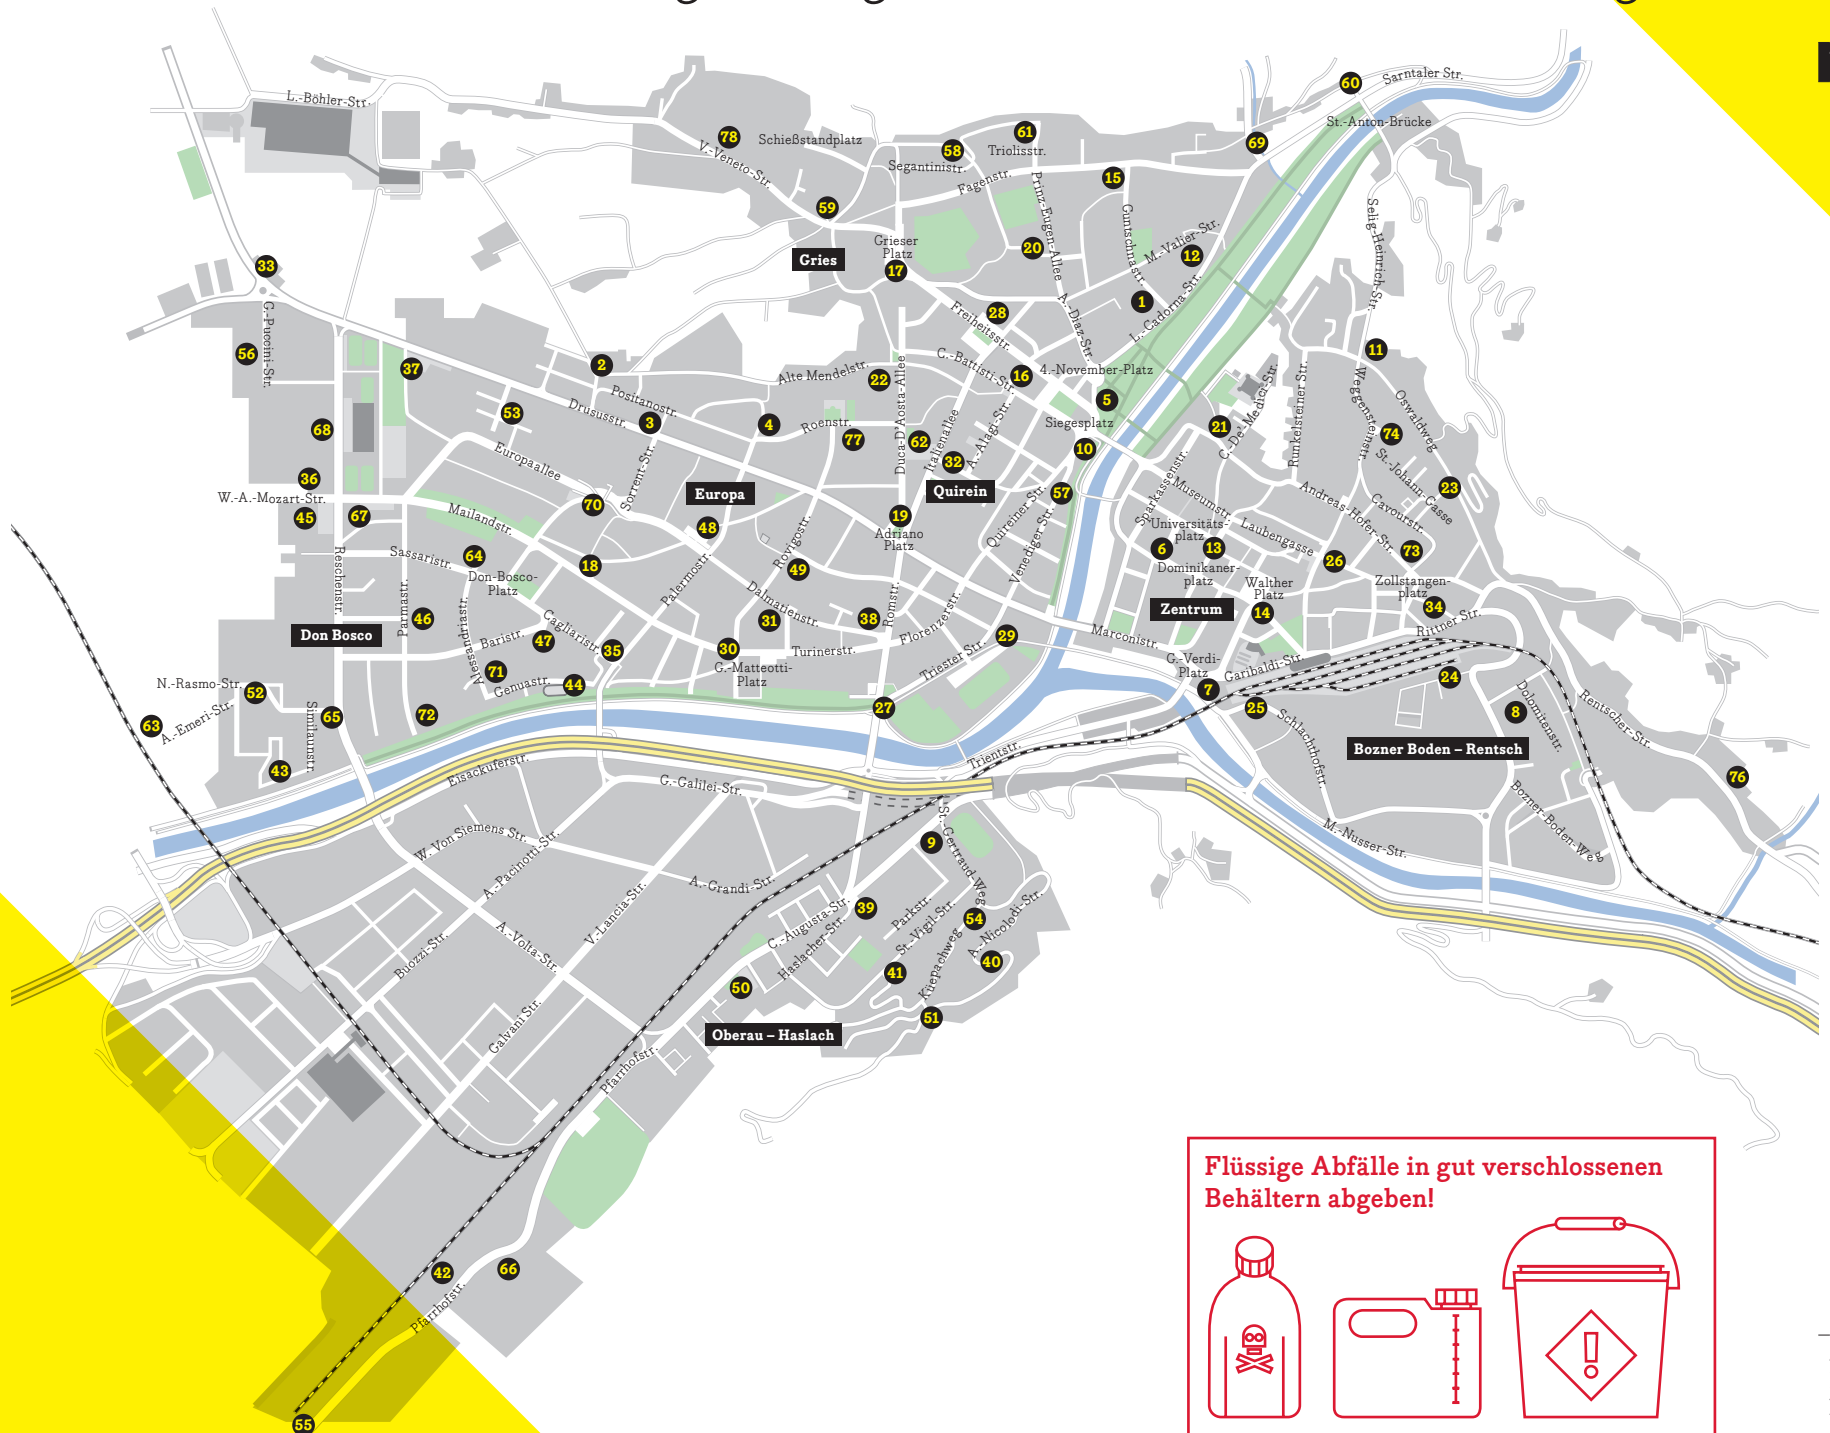 60
Sarntaler Str.
L.-Böhler-Str.
St.-Anton-Brücke
78
Schießstandplatz
58
61
Triolisstr.
69
V.-Veneto-Str.
Segantinistr.
Fagenstr.
15
Prinz-Eugen-Allee
Guntschnastr.
59
Selig-Heinrich-Str.
Grieser
Platz
Gries
17
20
M.-Valier-Str.
12
33
1
L.-Cadorna-Str.
G.-Puccini-Str.
28
Freiheitsstr.
A.-Diaz-Str.
56
37
2
Alte Mendelstr.
22
Duca-D'Aosta-Allee
C.-Battisti-Str.
16
4.-November-Platz
11
Weggensteinstr.
Oswaldweg
C.-De'-Medici-Str.
Runkelsteiner Str.
Positanostr.
Drususstr.
53
3
4
Roenstr.
77
62
Italienallee
A.-Alagi-Str.
5
Siegesplatz
21
74
68
St.-Johann-Gasse
Europaallee
Sorrent-Str.
32
10
Sparkassenstr.
36
W.-A.-Mozart-Str.
Europa
Quirein
57
Museumstr.
Andreas-Hofer-Str.
Cavourstr.
23
45
67
Mailandstr.
70
48
19
Adriano
Platz
Quireiner Str.
Venediger Str.
Universitäts-
platz
Laubengasse
Reschenstr.
Sassaristr.
64
Don-Bosco-
Platz
18
Rovigostr.
49
6
13
Dominikaner-
platz
26
73
Palermostr.
Walther
Platz
Zollstangen-
platz
Parmastr.
46
Alessandriastr.
Dalmatienstr.
31
38
Romstr.
Florenzerstr.
Zentrum
14
34
Rittner Str.
Don Bosco
Baristr.
47
Cagliaristr.
35
30
Turinerstr.
Triester Str.
29
Marconistr.
G.-Matteotti-
Platz
G.-Verdi-
Platz
Garibaldi-Str.
71
Genuastr.
44
N.-Rasmo-Str.
52
7
24
A.-Emeri-Str.
63
Similaunstr.
65
72
27
25
Schlachthofstr.
8
Dolomitenstr.
Rentscher-Str.
Bozner Boden – Rentsch
43
Eisackuferstr.
Trientstr.
76
G.-Galilei-Str.
Bozner-Boden-Weg
W. Von Siemens Str.
A.-Pacinotti-Str.
9
St.-Gertraud-Weg
M.-Nusser-Str.
A.-Grandi-Str.
V.-Lancia-Str.
C.-Augusta-Str.
39
Parkstr.
54
A.-Nicolodi-Str.
Buozzi-Str.
A.-Volta-Str.
Haslacher-Str.
St.-Vigil-Str.
Küepachweg
40
41
50
Galvani Str.
51
Oberau – Haslach
Pfarrhofstr.
Flüssige Abfälle in gut verschlossenen
Behältern abgeben!
42
66
Pfarrhofstr.
55